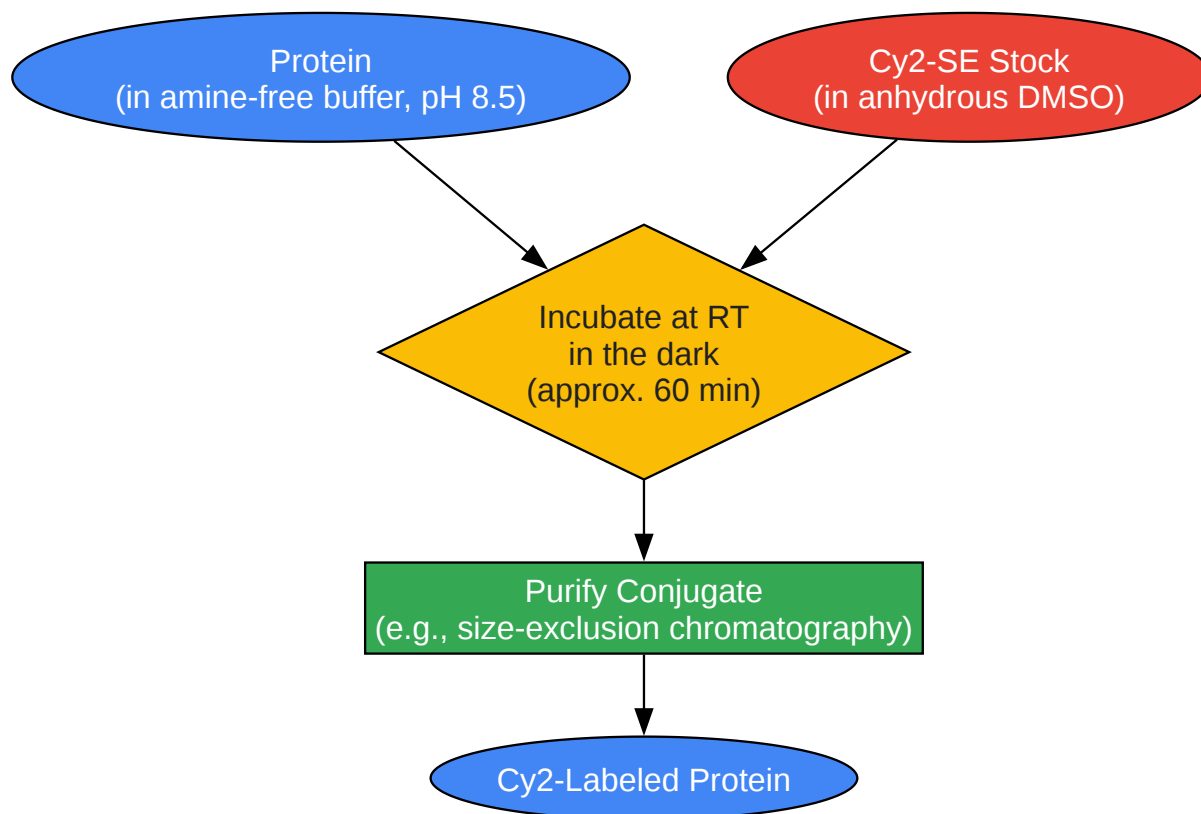 Protein
(in amine-free buffer, pH 8.5)
Cy2-SE Stock
(in anhydrous DMSO)
Incubate at RT
in the dark
(approx. 60 min)
Purify Conjugate
(e.g., size-exclusion chromatography)
Cy2-Labeled Protein